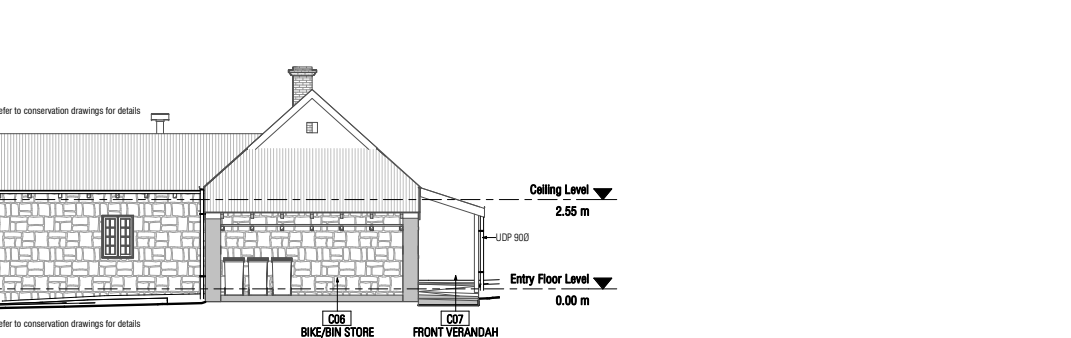 efer to conservation drawings for details
Ceiling Level
2.55 m
UDP 90Ø
Entry Floor Level
0.00 m
C06
BIKE/BIN STORE
C07
FRONT VERANDAH
efer to conservation drawings for details